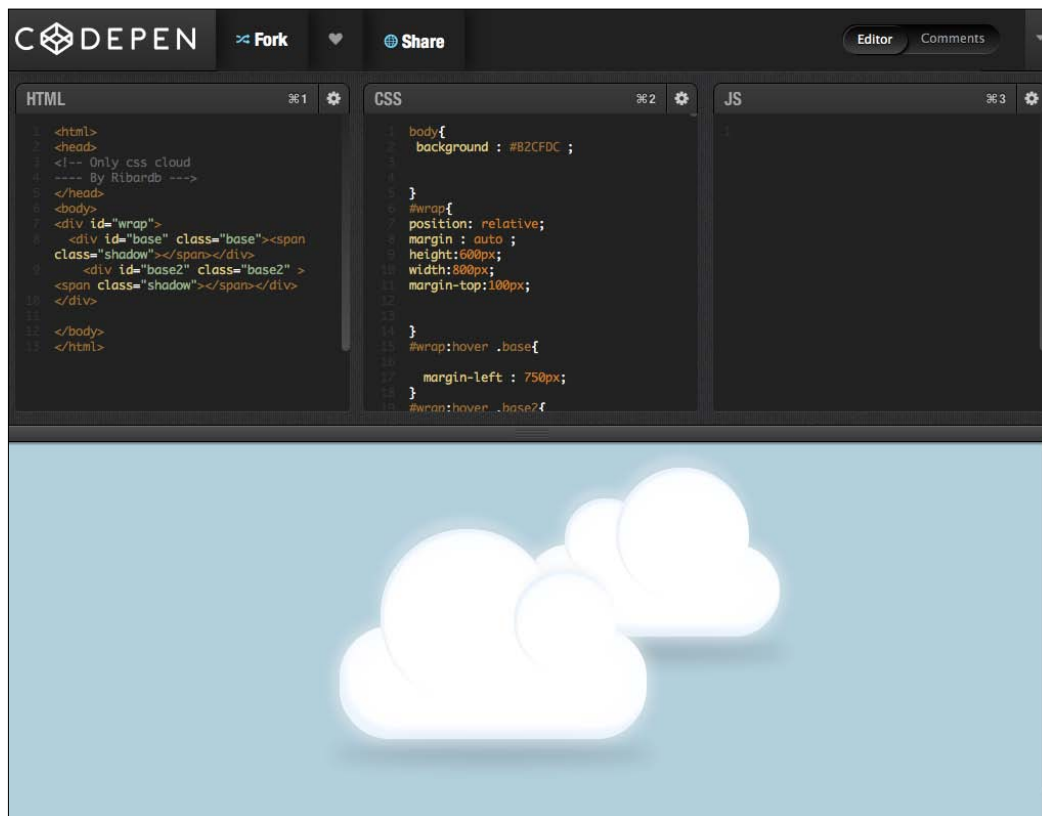 CODEPEN
Fork
Share
Editor
Comments
HTML
⌘1
1 <html>
2 <head>
3 <!-- Only css cloud
4 ---- By Ribardb --->
5 </head>
6 <body>
7 <div id="wrap">
8 <div id="base" class="base"><span
class="shadow"></span></div>
9 <div id="base2" class="base2" >
<span class="shadow"></span></div>
10 </div>
11
12 </body>
13 </html>
CSS
⌘2
1 body{
2 background : #B2CFDC ;
3
4
5 }
6 #wrap{
7 position: relative;
8 margin : auto ;
9 height:600px;
10 width:800px;
11 margin-top:100px;
12
13
14 }
15 #wrap:hover .base{
16
17 margin-left : 750px;
18 }
19 #wrap:hover .base2{
JS
⌘3
1